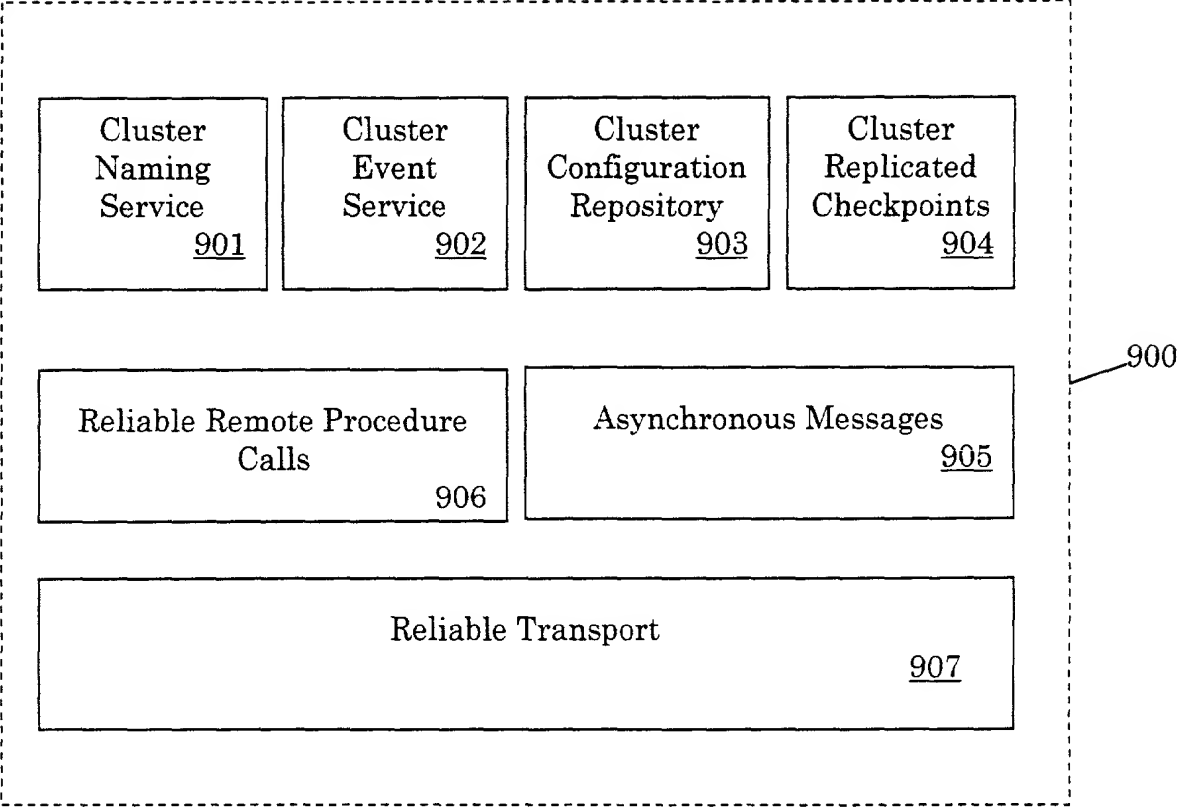 Cluster
Naming
Service
901
Cluster
Event
Service
902
Cluster
Configuration
Repository
903
Cluster
Replicated
Checkpoints
904
900
Reliable Remote Procedure
Calls
906
Asynchronous Messages
905
Reliable Transport
907